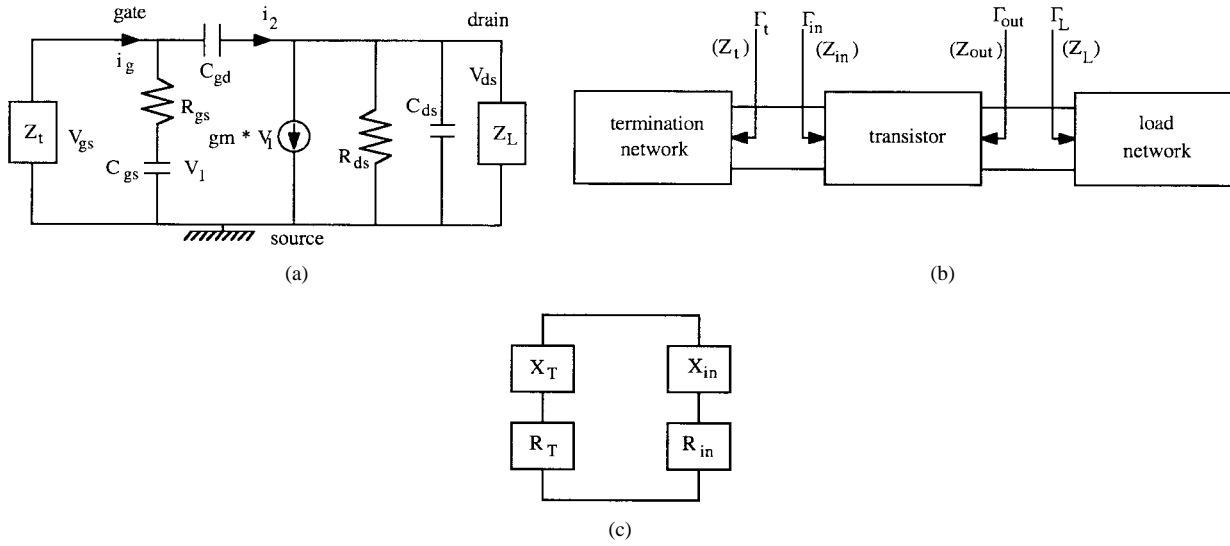 gate
i_2
drain
i_g
C_gd
R_gs
V_ds
C_ds
Z_t
V_gs
gm * V_1
R_ds
Z_L
C_gs
V_1
source
(a)
Γ_t
Γ_in
Γ_out
Γ_L
(Z_t)
(Z_in)
(Z_out)
(Z_L)
termination
network
transistor
load
network
(b)
X_T
X_in
R_T
R_in
(c)